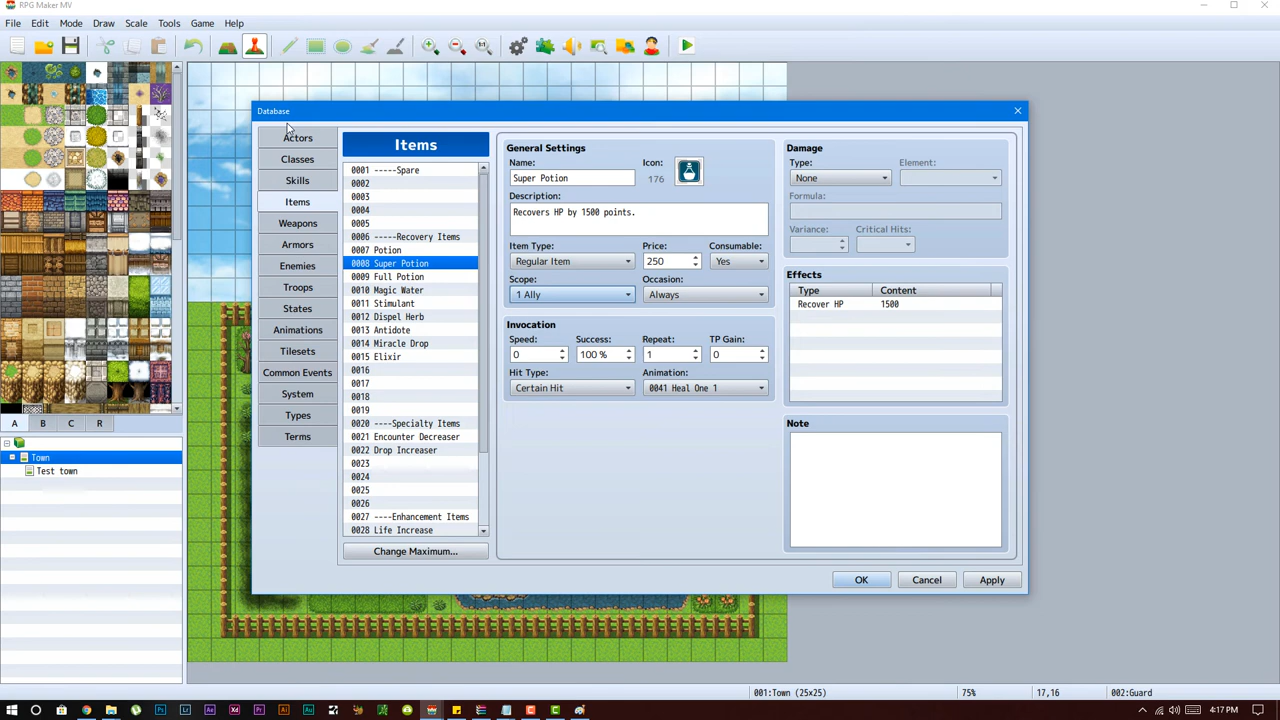 RPG Maker MV
File Edit Mode Draw Scale Tools Game Help
Database
Actors
Classes
Skills
Items
Weapons
Armors
Enemies
Troops
States
Animations
Tilesets
Common Events
System
Types
Terms
Items
0001 -----Spare
0002
0003
0004
0005
0006 -----Recovery Items
0007 Potion
0008 Super Potion
0009 Full Potion
0010 Magic Water
0011 Stimulant
0012 Dispel Herb
0013 Antidote
0014 Miracle Drop
0015 Elixir
0016
0017
0018
0019
0020 ----Specialty Items
0021 Encounter Decreaser
0022 Drop Increaser
0023
0024
0025
0026
0027 ----Enhancement Items
0028 Life Increase
Change Maximum...
General Settings
Name: Icon:
Super Potion 176
Description:
Recovers HP by 1500 points.
Item Type: Price: Consumable:
Regular Item 250 Yes
Scope: Occasion:
1 Ally Always
Invocation
Speed: Success: Repeat: TP Gain:
0 100 % 1 0
Hit Type: Animation:
Certain Hit 0041 Heal One 1
Damage
Type: Element:
None
Formula:
Variance: Critical Hits:
Effects
Type Content
Recover HP 1500
Note
OK Cancel Apply
A B C R
Town
Test town
001:Town (25x25) 75% 17,16 002:Guard
Ps Lr Ae Xd Pr Ai Au
4:17 PM